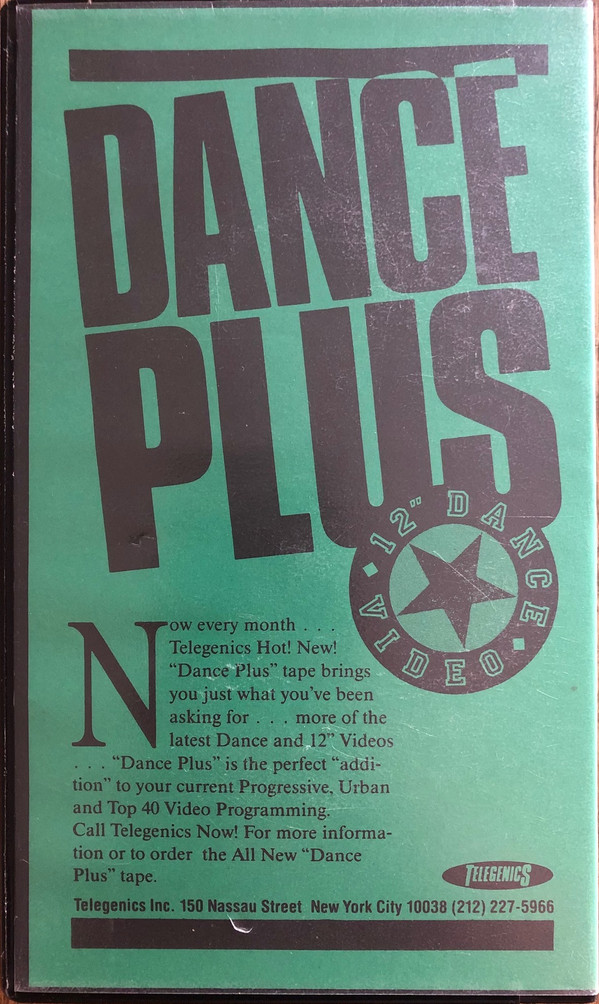 DANCE
PLUS
12" DANCE
VIDEO
Now every month . . .
Telegenics Hot! New!
“Dance Plus” tape brings
you just what you’ve been
asking for . . . more of the
latest Dance and 12” Videos
. . . “Dance Plus” is the perfect “addi-
tion” to your current Progressive, Urban
and Top 40 Video Programming.
Call Telegenics Now! For more informa-
tion or to order the All New “Dance
Plus” tape.
TELEGENICS
Telegenics Inc. 150 Nassau Street New York City 10038 (212) 227-5966